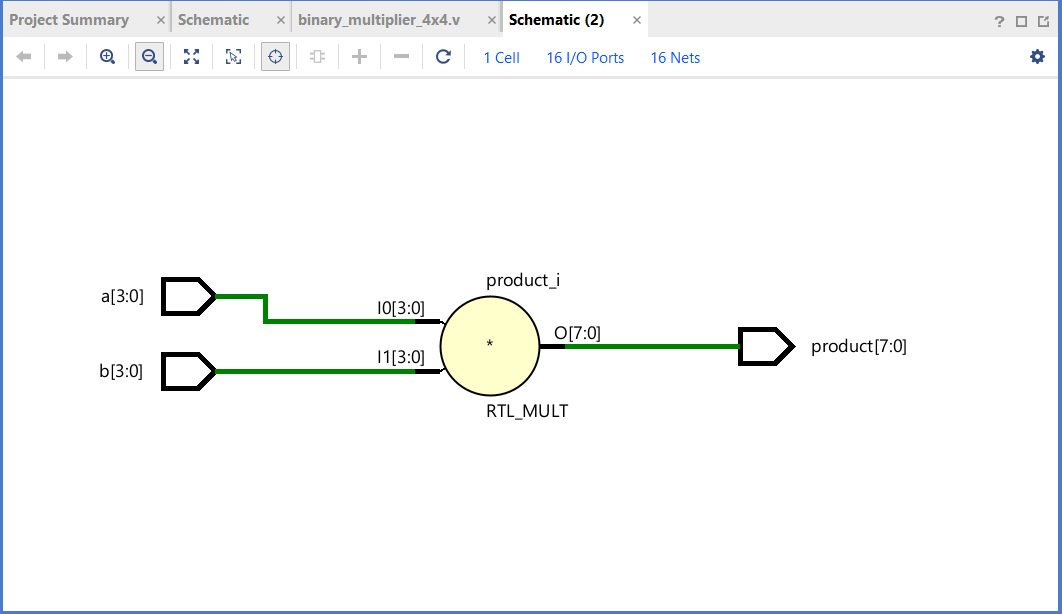 Project Summary × Schematic × binary_multiplier_4x4.v × Schematic (2) × ?
1 Cell 16 I/O Ports 16 Nets
product_i
a[3:0] I0[3:0]
* O[7:0] product[7:0]
b[3:0] I1[3:0]
RTL_MULT